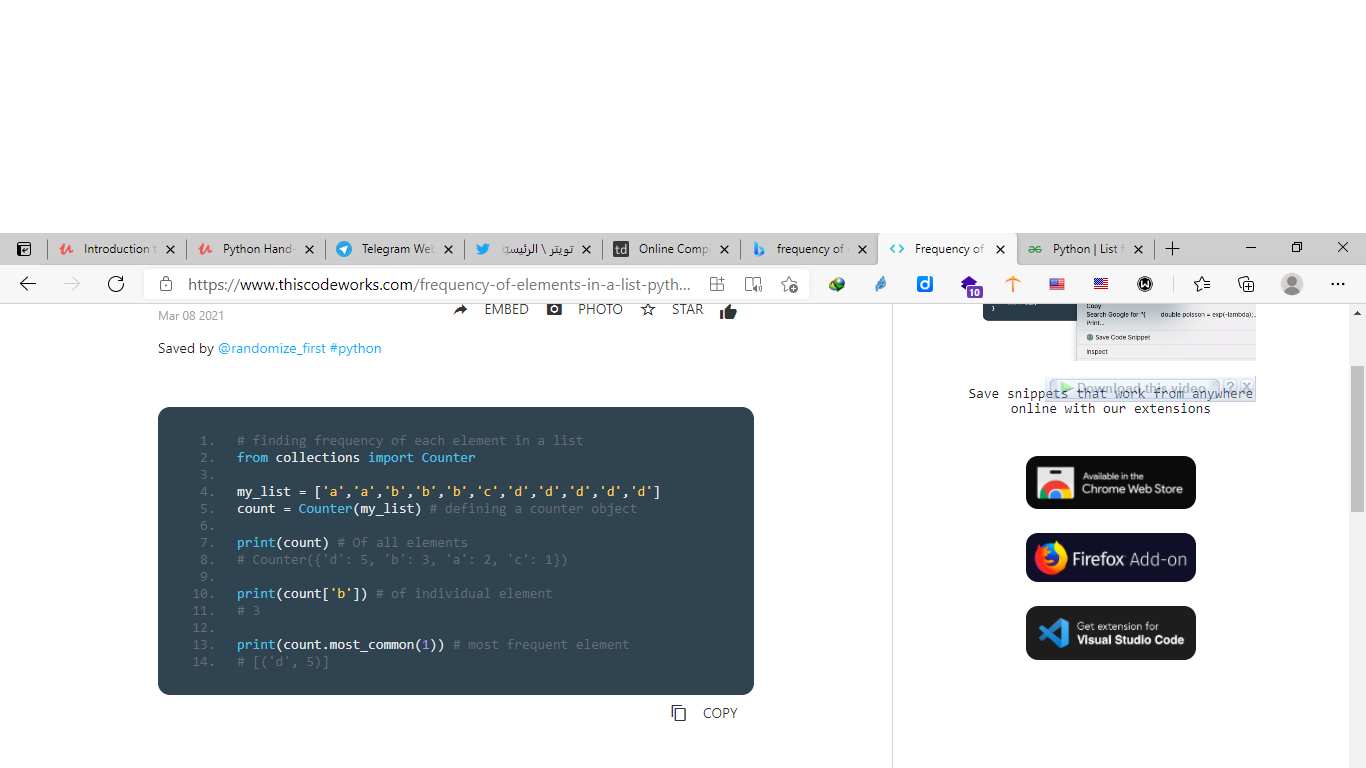 Introduction t
Python Hand-
Telegram Web
تويتر \ الرئيسية
td Online Comp
frequency of
Frequency of
Python | List f
https://www.thiscodeworks.com/frequency-of-elements-in-a-list-pyth...
10
Mar 08 2021
EMBED PHOTO STAR
Saved by @randomize_first #python
1. # finding frequency of each element in a list
2. from collections import Counter
3.
4. my_list = ['a','a','b','b','b','c','d','d','d','d','d']
5. count = Counter(my_list) # defining a counter object
6.
7. print(count) # Of all elements
8. # Counter({'d': 5, 'b': 3, 'a': 2, 'c': 1})
9.
10. print(count['b']) # of individual element
11. # 3
12.
13. print(count.most_common(1)) # most frequent element
14. # [('d', 5)]
COPY
}
Copy
Search Google for "{ double poisson = exp(-lambda);...
Print...
Save Code Snippet
Inspect
Download this video ? X
Save snippets that work from anywhere
online with our extensions
Available in the
Chrome Web Store
Firefox Add-on
Get extension for
Visual Studio Code